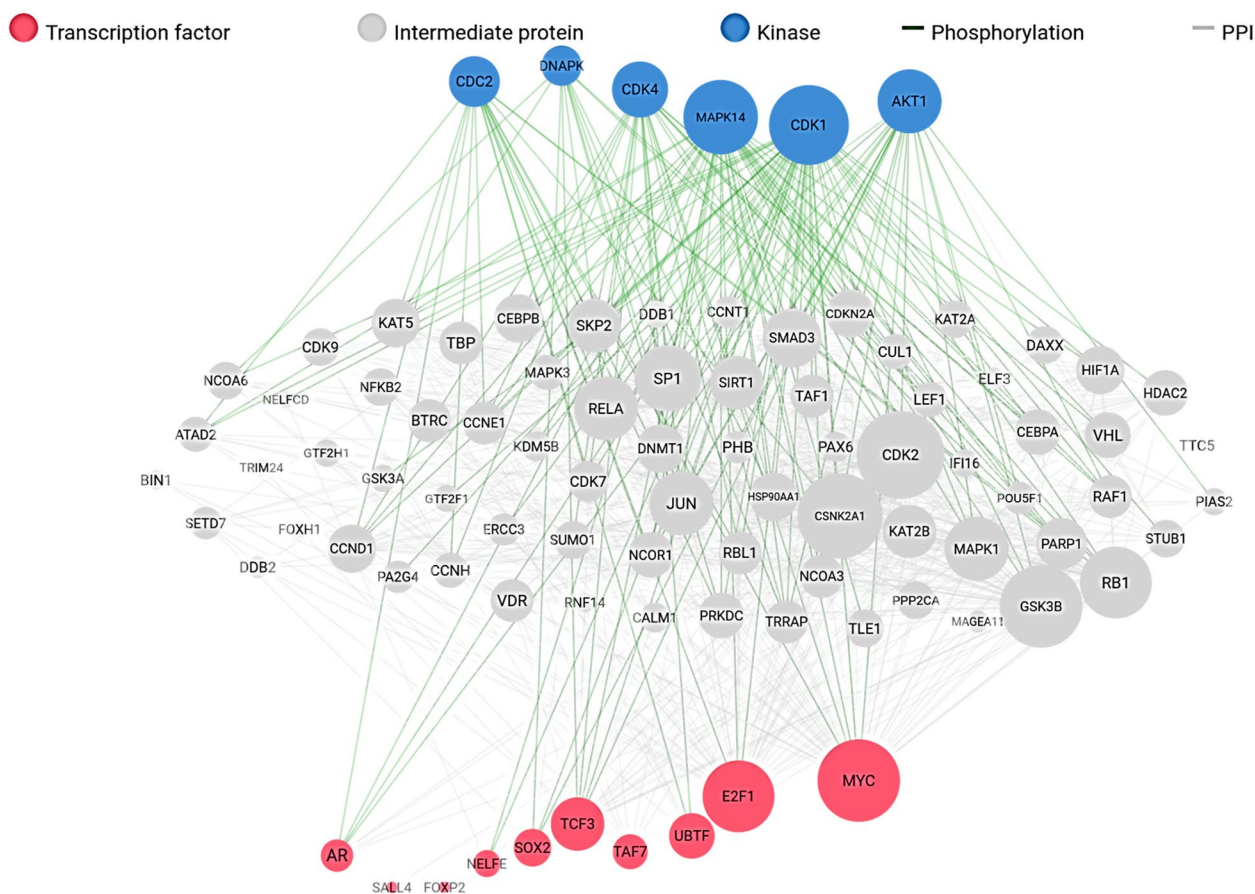 Transcription factor
Intermediate protein
Kinase
Phosphorylation
PPI
CDC2
DNAPK
CDK4
MAPK14
CDK1
AKT1
KAT5
CEBPB
SKP2
DDB1
CCNT1
CDKN2A
KAT2A
CDK9
TBP
SMAD3
CUL1
DAXX
NCOA6
NFKB2
MAPK3
SP1
SIRT1
ELF3
HIF1A
NELFCD
TAF1
LEF1
HDAC2
BTRC
CCNE1
RELA
ATAD2
KDM5B
DNMT1
PHB
PAX6
CEBPA
VHL
TTC5
GTF2H1
CDK2
IFI16
BIN1
TRIM24
GSK3A
GTF2F1
CDK7
HSP90AA1
POU5F1
RAF1
PIAS2
SETD7
FOXH1
JUN
CSNK2A1
ERCC3
CCND1
SUMO1
KAT2B
NCOR1
RBL1
MAPK1
PARP1
STUB1
DDB2
PA2G4
CCNH
NCOA3
RB1
VDR
RNF14
CALM1
PRKDC
TRRAP
PPP2CA
TLE1
MAGEA11
GSK3B
MYC
E2F1
TCF3
UBTF
AR
NELFE
SOX2
TAF7
SALL4
FOXP2